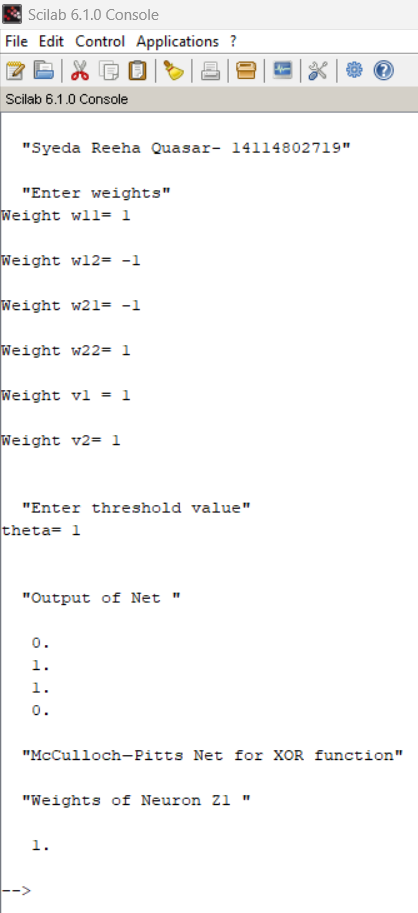 Scilab 6.1.0 Console
File Edit Control Applications ?
Scilab 6.1.0 Console
"Syeda Reeha Quasar- 14114802719"
"Enter weights"
Weight w11= 1
Weight w12= -1
Weight w21= -1
Weight w22= 1
Weight v1 = 1
Weight v2= 1
"Enter threshold value"
theta= 1
"Output of Net "
0.
1.
1.
0.
"McCulloch—Pitts Net for XOR function"
"Weights of Neuron Z1 "
1.
-->